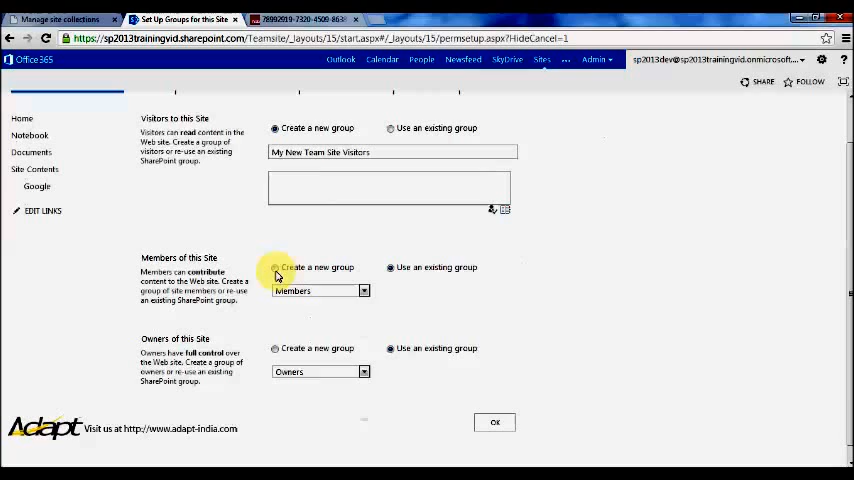 Manage site collections
Set Up Groups for this Site
78992919-7320-4509-863
https://sp2013trainingvid.sharepoint.com/Teamsite/_layouts/15/start.aspx#/_layouts/15/permsetup.aspx?HideCancel=1
Office 365
Outlook Calendar People Newsfeed SkyDrive Sites ... Admin
sp2013dev@sp2013trainingvid.onmicrosoft....
?
SHARE FOLLOW
Home
Notebook
Documents
Site Contents
Google
EDIT LINKS
Visitors to this Site
Visitors can read content in the
Web site. Create a group of
visitors or re-use an existing
SharePoint group.
Create a new group Use an existing group
My New Team Site Visitors
Members of this Site
Members can contribute
content to the Web site. Create a
group of site members or re-use
an existing SharePoint group.
Create a new group Use an existing group
Members
Owners of this Site
Owners have full control over
the Web site. Create a group of
owners or re-use an existing
SharePoint group.
Create a new group Use an existing group
Owners
OK
Adapt Visit us at http://www.adapt-india.com